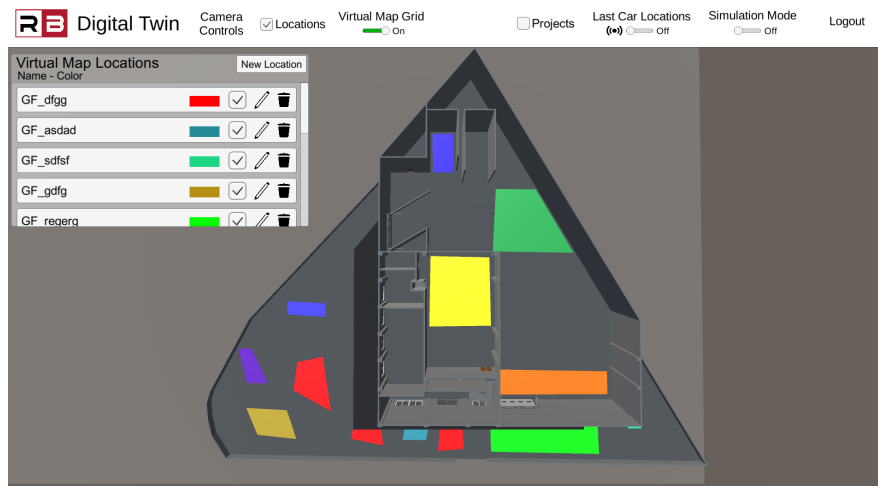 RB Digital Twin
Camera Controls
Locations
Virtual Map Grid
On
Projects
Last Car Locations
Off
Simulation Mode
Off
Logout
Virtual Map Locations
Name - Color
New Location
GF_dfgg
GF_asdad
GF_sdfsf
GF_gdfg
GF_regerg